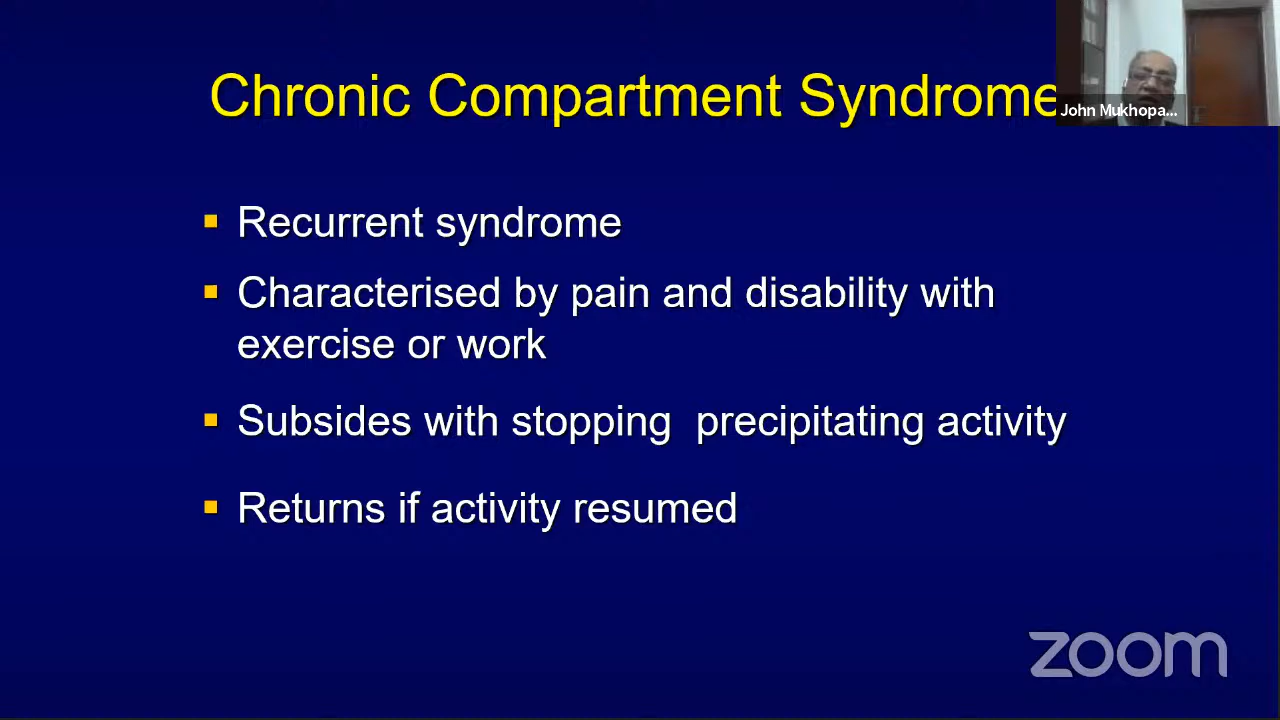 Chronic Compartment Syndrome
John Mukhopa...
▪ Recurrent syndrome
▪ Characterised by pain and disability with
exercise or work
▪ Subsides with stopping  precipitating activity
▪ Returns if activity resumed
zoom